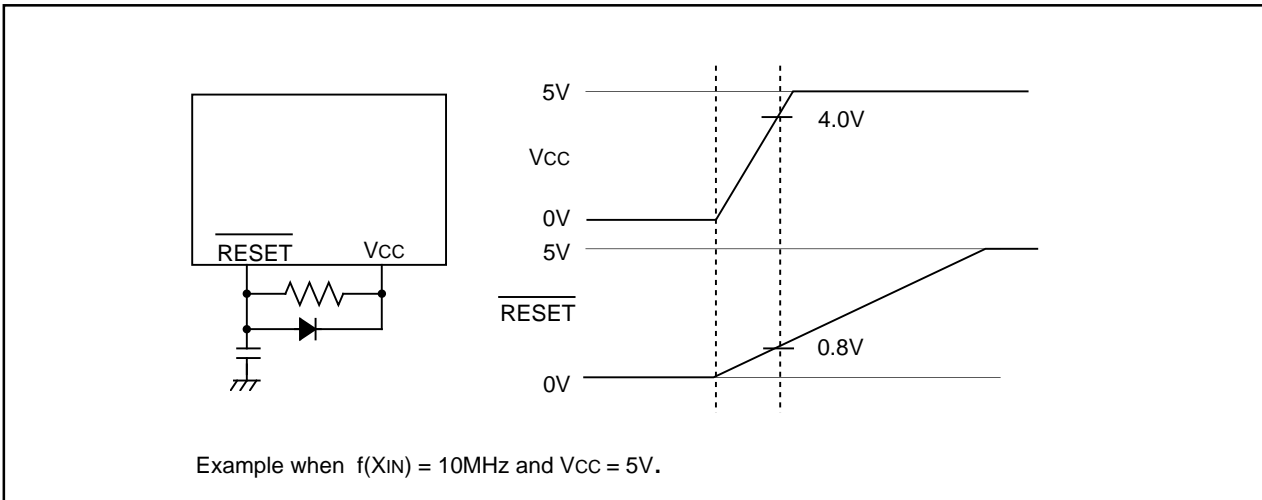 5V
4.0V
VCC
0V
RESET VCC
5V
RESET
0.8V
0V
Example when f(XIN) = 10MHz and VCC = 5V.